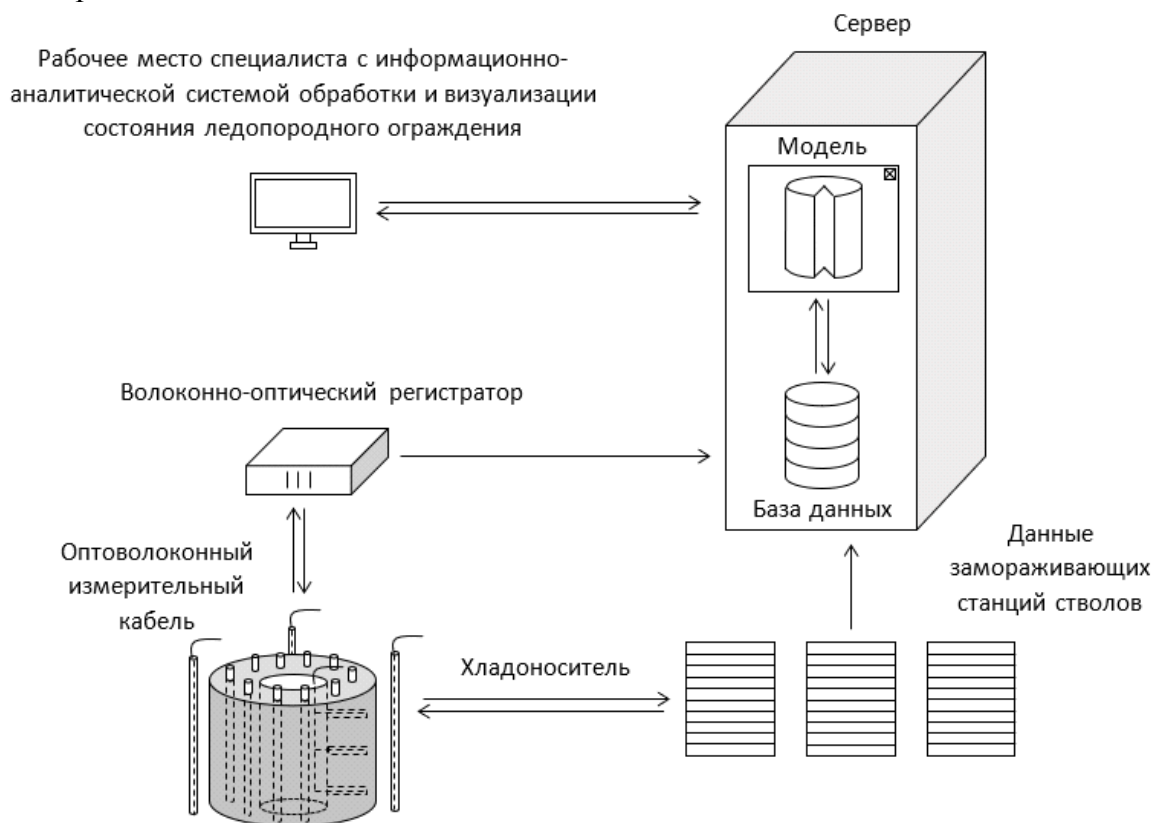 Сервер
Рабочее место специалиста с информационно-
аналитической системой обработки и визуализации
состояния ледопородного ограждения
Модель
Волоконно-оптический регистратор
База данных
Оптоволоконный
измерительный
кабель
Данные
замораживающих
станций стволов
Хладоноситель